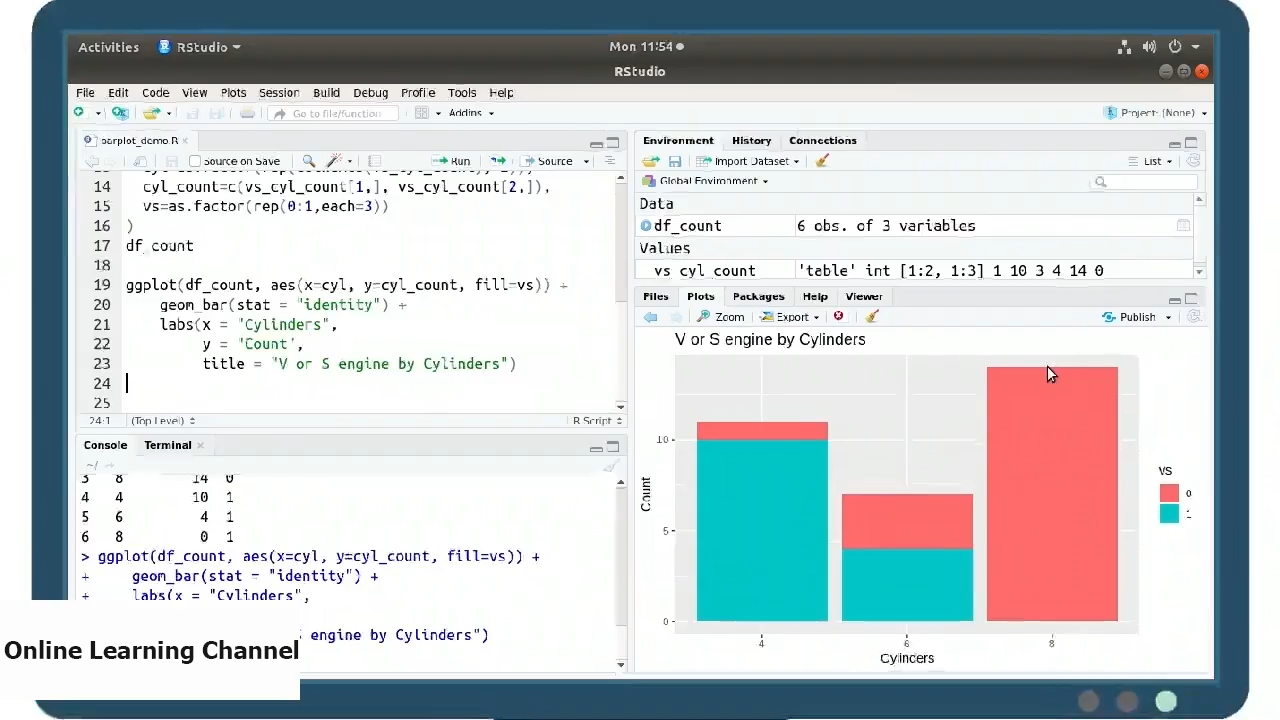 Activities RStudio Mon 11:54
RStudio
File Edit Code View Plots Session Build Debug Profile Tools Help
Go to file/function Addins Project: (None)
barplot_demo.R
Source on Save Run Source
14 cyl_count=c(vs_cyl_count[1,], vs_cyl_count[2,]),
15 vs=as.factor(rep(0:1,each=3))
16 )
17 df_count
18
19 ggplot(df_count, aes(x=cyl, y=cyl_count, fill=vs)) +
20 geom_bar(stat = "identity") +
21 labs(x = "Cylinders",
22 y = "Count",
23 title = "V or S engine by Cylinders")
24
25
24:1 (Top Level) R Script
Console Terminal
~/
3 8 14 0
4 4 10 1
5 6 4 1
6 8 0 1
> ggplot(df_count, aes(x=cyl, y=cyl_count, fill=vs)) +
+ geom_bar(stat = "identity") +
+ labs(x = "Cylinders",
S engine by Cylinders")
Environment History Connections
Import Dataset List
Global Environment
Data
df_count 6 obs. of 3 variables
Values
vs_cyl_count 'table' int [1:2, 1:3] 1 10 3 4 14 0
Files Plots Packages Help Viewer
Zoom Export Publish
V or S engine by Cylinders
10
5
0
Count
4 6 8
Cylinders
vs
0
1
Online Learning Channel